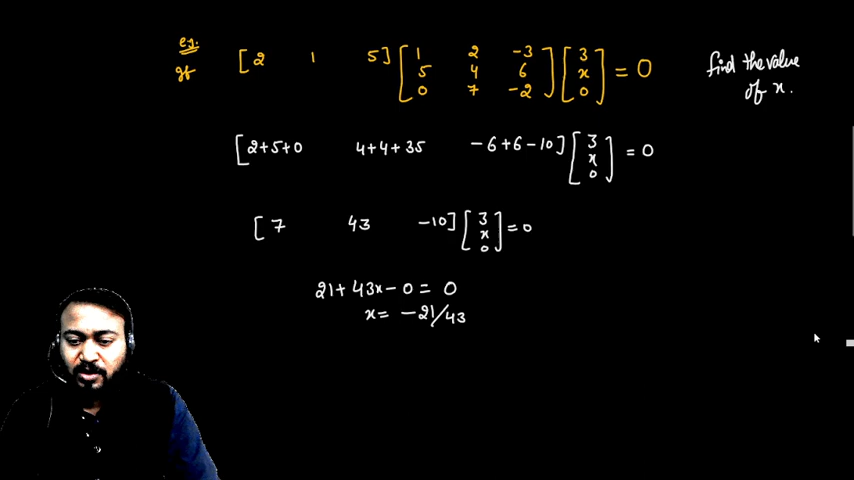 eg.
If [2 1 5] [1 2 -3 [3
5 4 6 x = 0 find the value
0 7 -2] 0] of x.
[2+5+0 4+4+35 -6+6-10] [3 x 0] = 0
[7 43 -10] [3 x 0] = 0
21+43x-0 = 0
x = -21/43